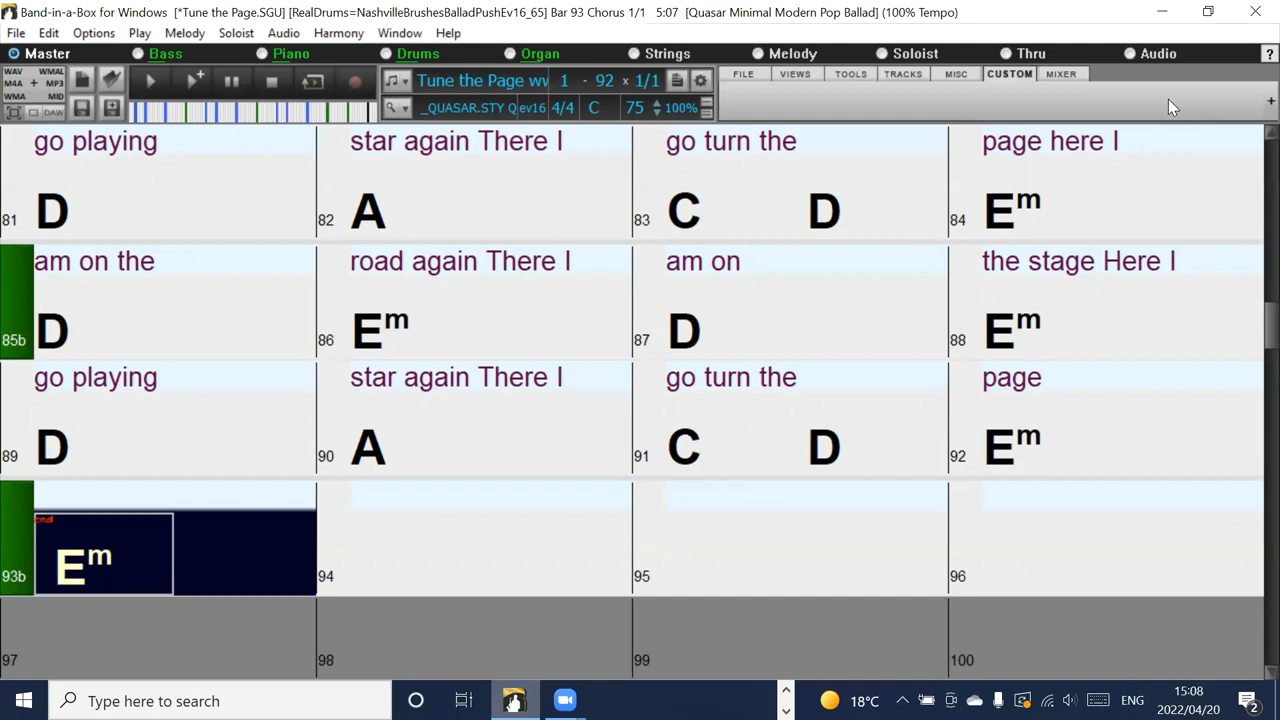 Band-in-a-Box for Windows [*Tune the Page.SGU] [RealDrums=NashvilleBrushesBalladPushEv16_65] Bar 93 Chorus 1/1 5:07 [Quasar Minimal Modern Pop Ballad] (100% Tempo)
File Edit Options Play Melody Soloist Audio Harmony Window Help
Master Bass Piano Drums Organ Strings Melody Soloist Thru Audio ?
WAV WMAL
M4A + MP3
WMA MID
DAW
Tune the Page wv 1 - 92 x 1/1
_QUASAR.STY Q ev16 4/4 C 75 100%
FILE VIEWS TOOLS TRACKS MISC CUSTOM MIXER
+
go playing star again There I go turn the page here I
81 D 82 A 83 C D 84 Em
am on the road again There I am on the stage Here I
85b D 86 Em 87 D 88 Em
go playing star again There I go turn the page
89 D 90 A 91 C D 92 Em
end
93b Em 94 95 96
97 98 99 100
Type here to search
18°C
ENG
15:08
2022/04/20
2